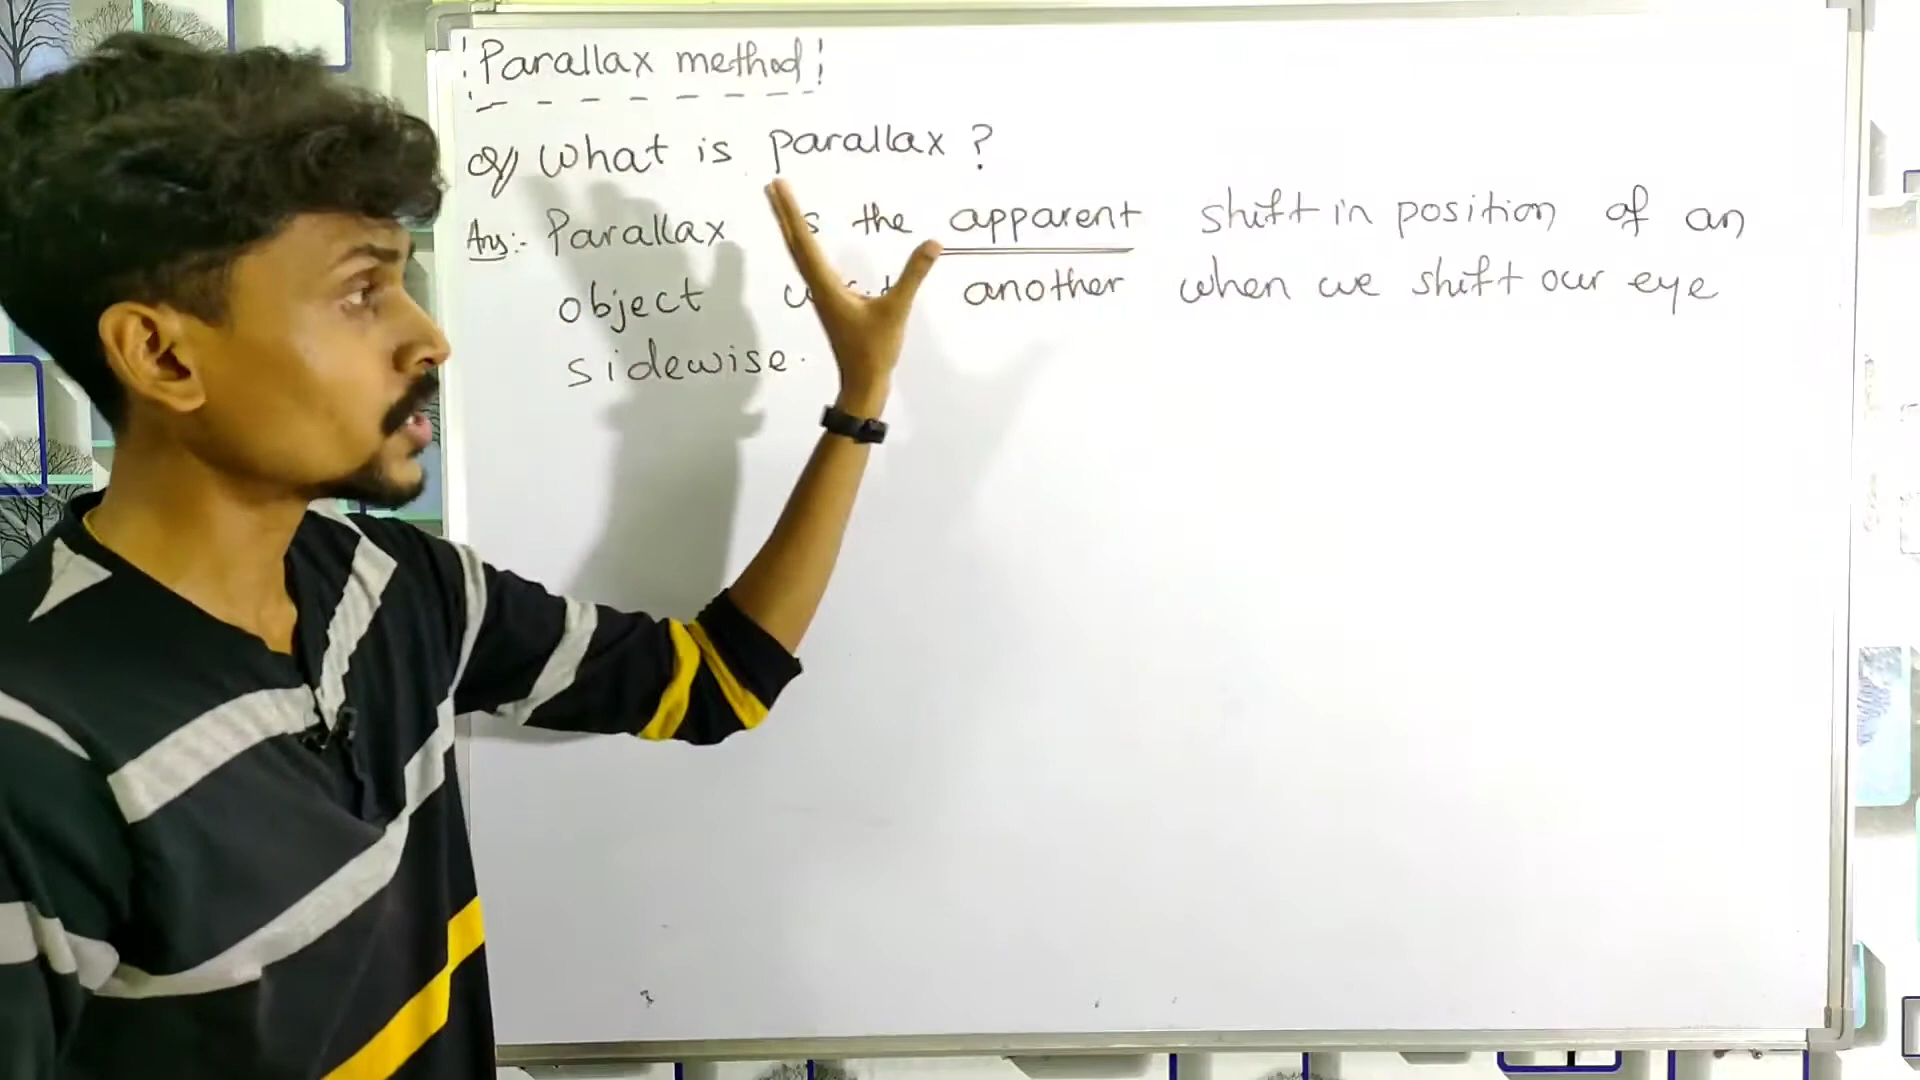 Parallax method
Q) What is parallax ?
Ans:- Parallax the apparent shift in position of an
object another when we shift our eye
sidewise.